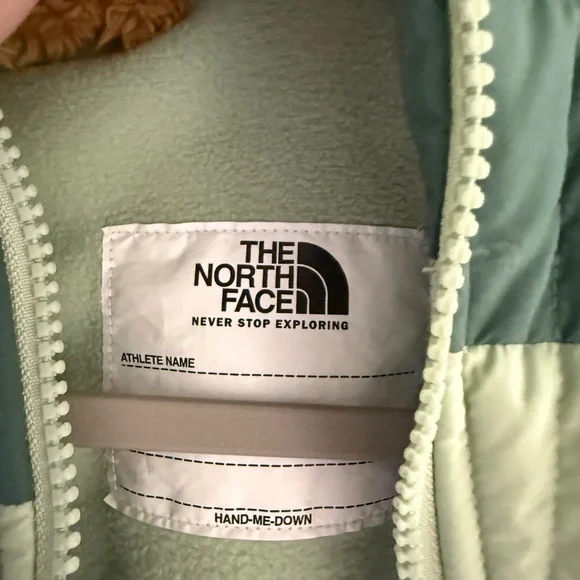 THE
NORTH
FACE
NEVER STOP EXPLORING
ATHLETE NAME
HAND-ME-DOWN